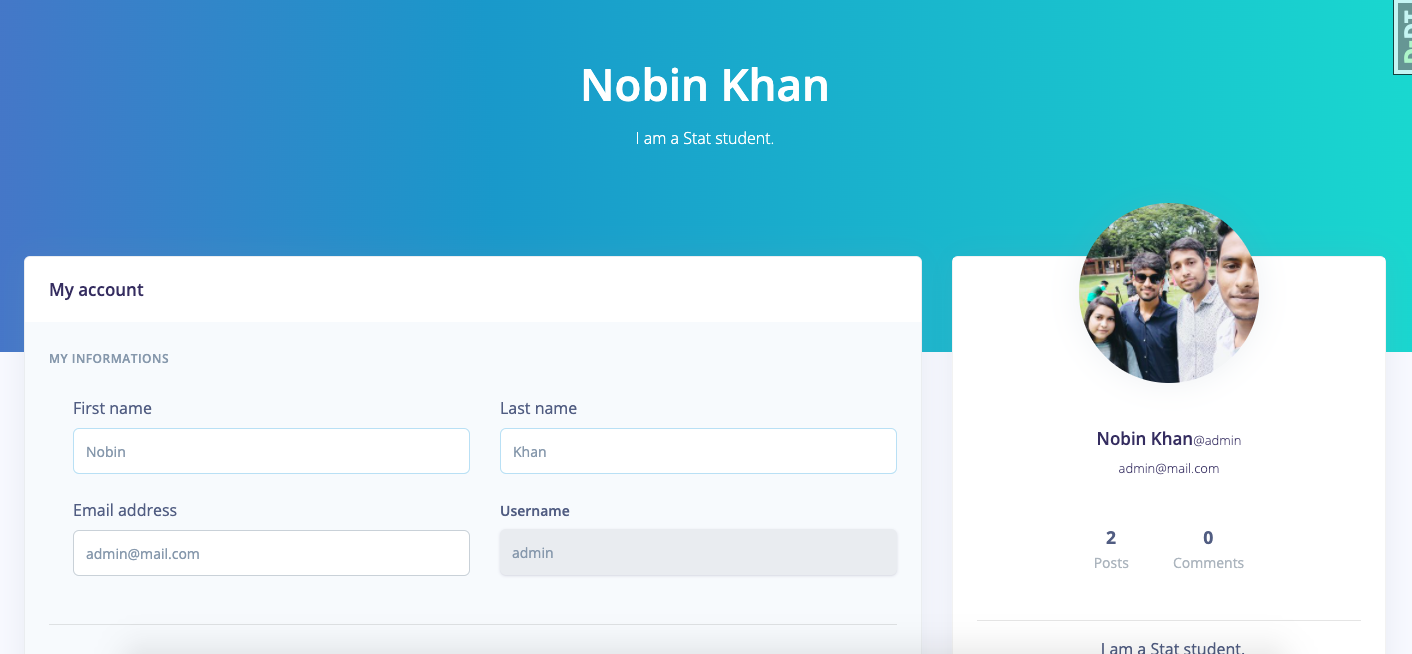 Nobin Khan
I am a Stat student.
My account
MY INFORMATIONS
First name
Last name
Nobin
Khan
Email address
Username
admin@mail.com
admin
Nobin Khan@admin
admin@mail.com
2
0
Posts
Comments
I am a Stat student.